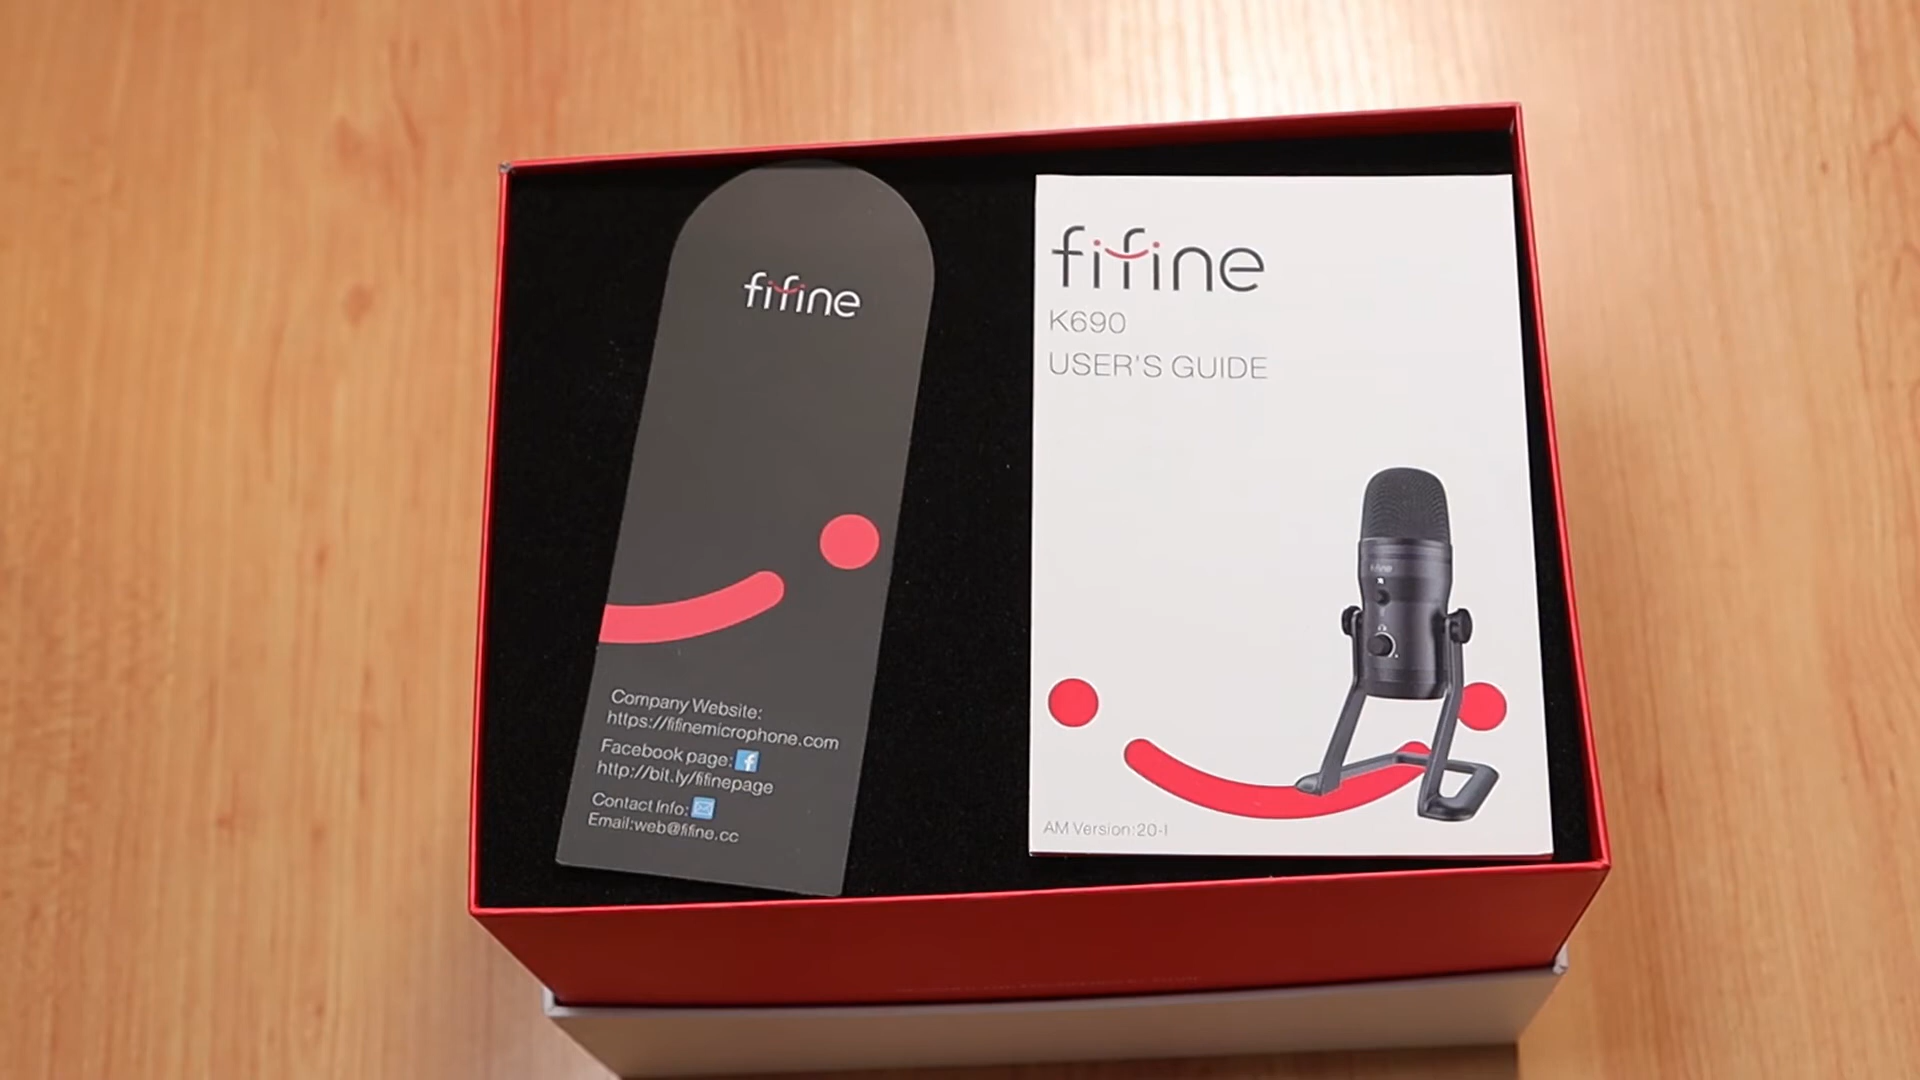 fifine
Company Website:
https://fifinemicrophone.com
Facebook page:
http://bit.ly/fifinepage
Contact Info:
Email:web@fifine.cc
fifine
K690
USER'S GUIDE
fifine
AM Version:20-I